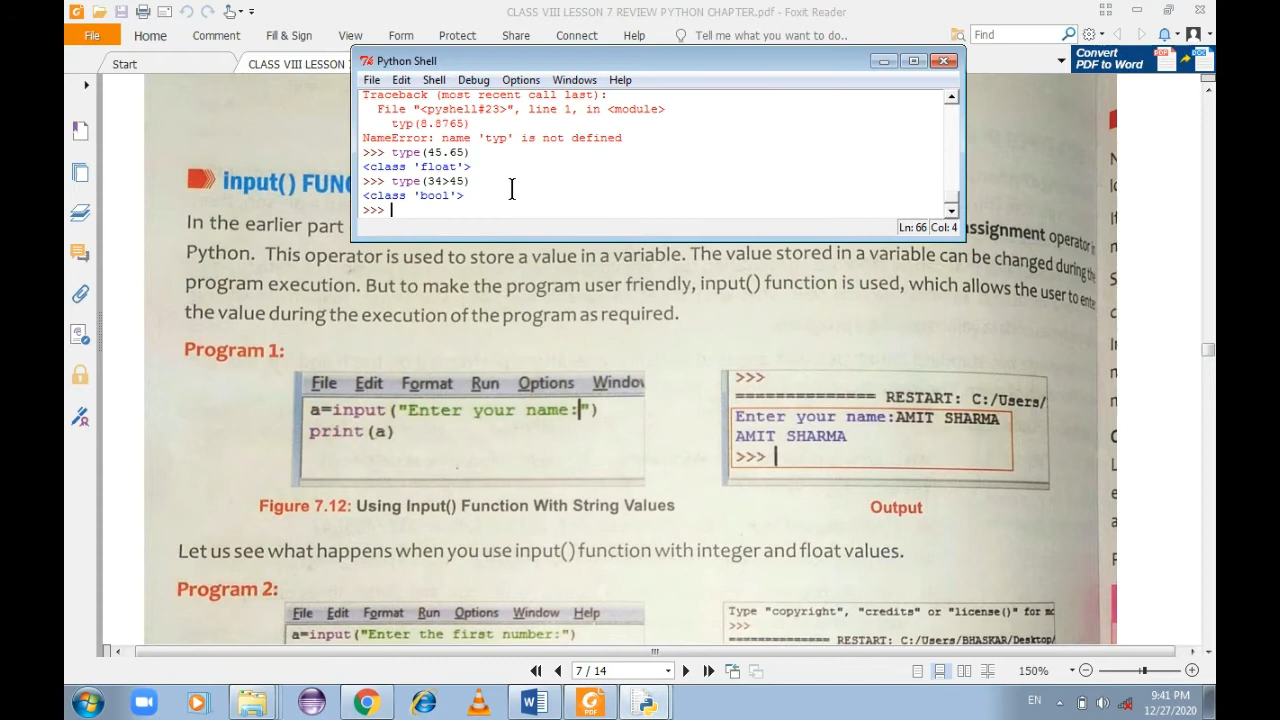 CLASS VIII LESSON 7 REVIEW PYTHON CHAPTER.pdf - Foxit Reader
File Home Comment Fill & Sign View Form Protect Share Connect Help Tell me what you want to do.. Find
Start CLASS VIII LESSON 7
Convert
PDF to Word
Python Shell
File Edit Shell Debug Options Windows Help
Traceback (most recent call last):
File "<pyshell#23>", line 1, in <module>
typ(8.8765)
NameError: name 'typ' is not defined
>>> type(45.65)
<class 'float'>
>>> type(34>45)
<class 'bool'>
>>>
Ln: 66 Col: 4
input() FUN
In the earlier part
assignment operator in
Python. This operator is used to store a value in a variable. The value stored in a variable can be changed during the
program execution. But to make the program user friendly, input() function is used, which allows the user to enter
the value during the execution of the program as required.
Program 1:
File Edit Format Run Options Window
a=input("Enter your name:")
print(a)
>>>
============== RESTART: C:/Users/
Enter your name:AMIT SHARMA
AMIT SHARMA
>>>
Figure 7.12: Using Input() Function With String Values
Output
Let us see what happens when you use input() function with integer and float values.
Program 2:
File Edit Format Run Options Window Help
a=input("Enter the first number:")
Type "copyright", "credits" or "license()" for mo
>>>
============== RESTART: C:/Users/BHASKAR/Desktop/
7 / 14
150%
EN
9:41 PM
12/27/2020